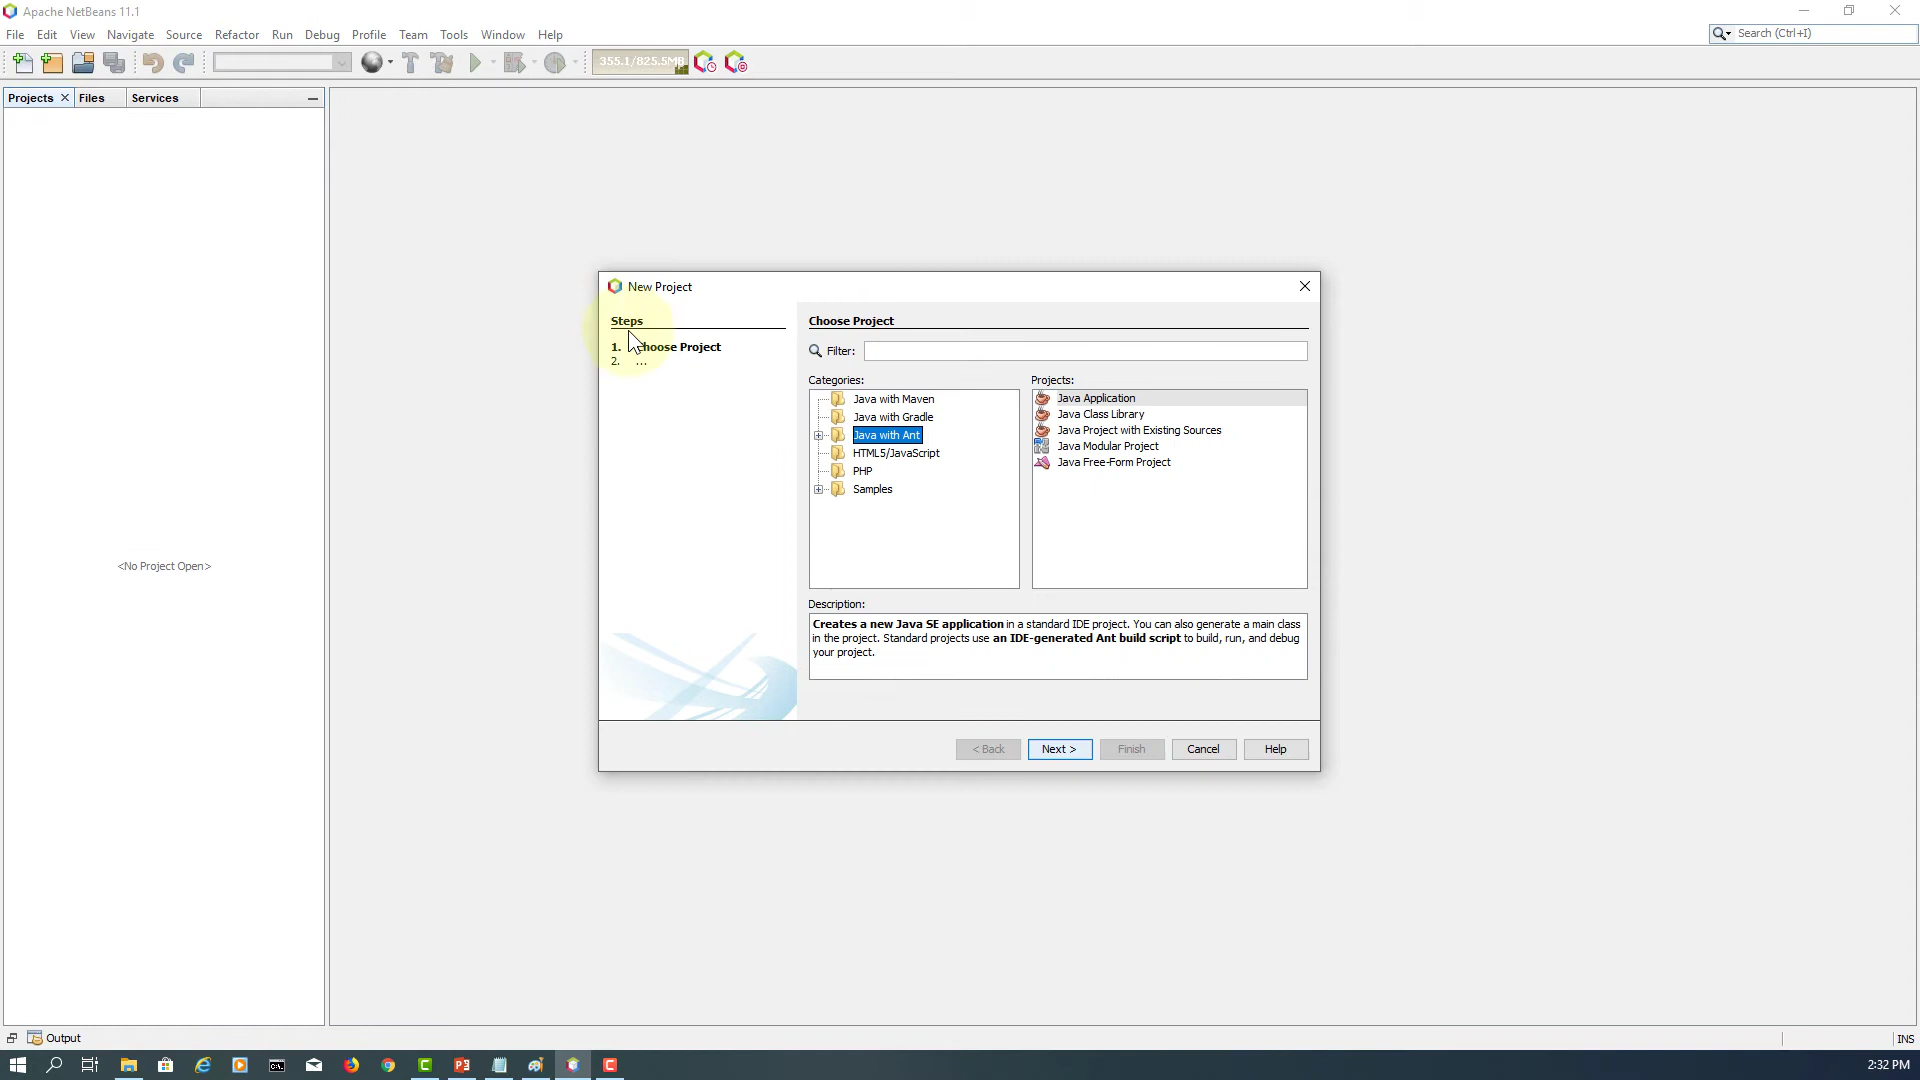 Apache NetBeans 11.1
File Edit View Navigate Source Refactor Run Debug Profile Team Tools Window Help
Search (Ctrl+I)
355.1/825.5MB
Projects Files Services
<No Project Open>
New Project
Steps
1. Choose Project
2. ...
Choose Project
Filter:
Categories:
Java with Maven
Java with Gradle
Java with Ant
HTML5/JavaScript
PHP
Samples
Projects:
Java Application
Java Class Library
Java Project with Existing Sources
Java Modular Project
Java Free-Form Project
Description:
Creates a new Java SE application in a standard IDE project. You can also generate a main class
in the project. Standard projects use an IDE-generated Ant build script to build, run, and debug
your project.
< Back Next > Finish Cancel Help
Output
INS
2:32 PM